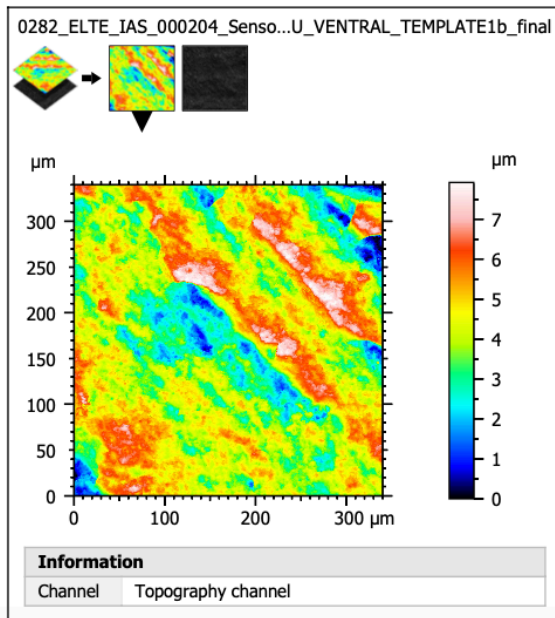 0282_ELTE_IAS_000204_Senso...U_VENTRAL_TEMPLATE1b_final
µm
µm
300
250
200
150
100
50
0
0 100 200 300 µm
7
6
5
4
3
2
1
0
Information
Channel Topography channel